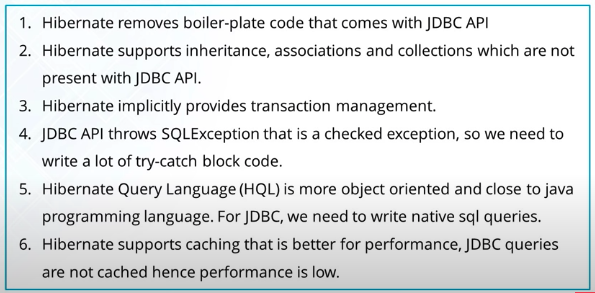 1. Hibernate removes boiler-plate code that comes with JDBC API
2. Hibernate supports inheritance, associations and collections which are not
present with JDBC API.
3. Hibernate implicitly provides transaction management.
4. JDBC API throws SQLException that is a checked exception, so we need to
write a lot of try-catch block code.
5. Hibernate Query Language (HQL) is more object oriented and close to java
programming language. For JDBC, we need to write native sql queries.
6. Hibernate supports caching that is better for performance, JDBC queries
are not cached hence performance is low.